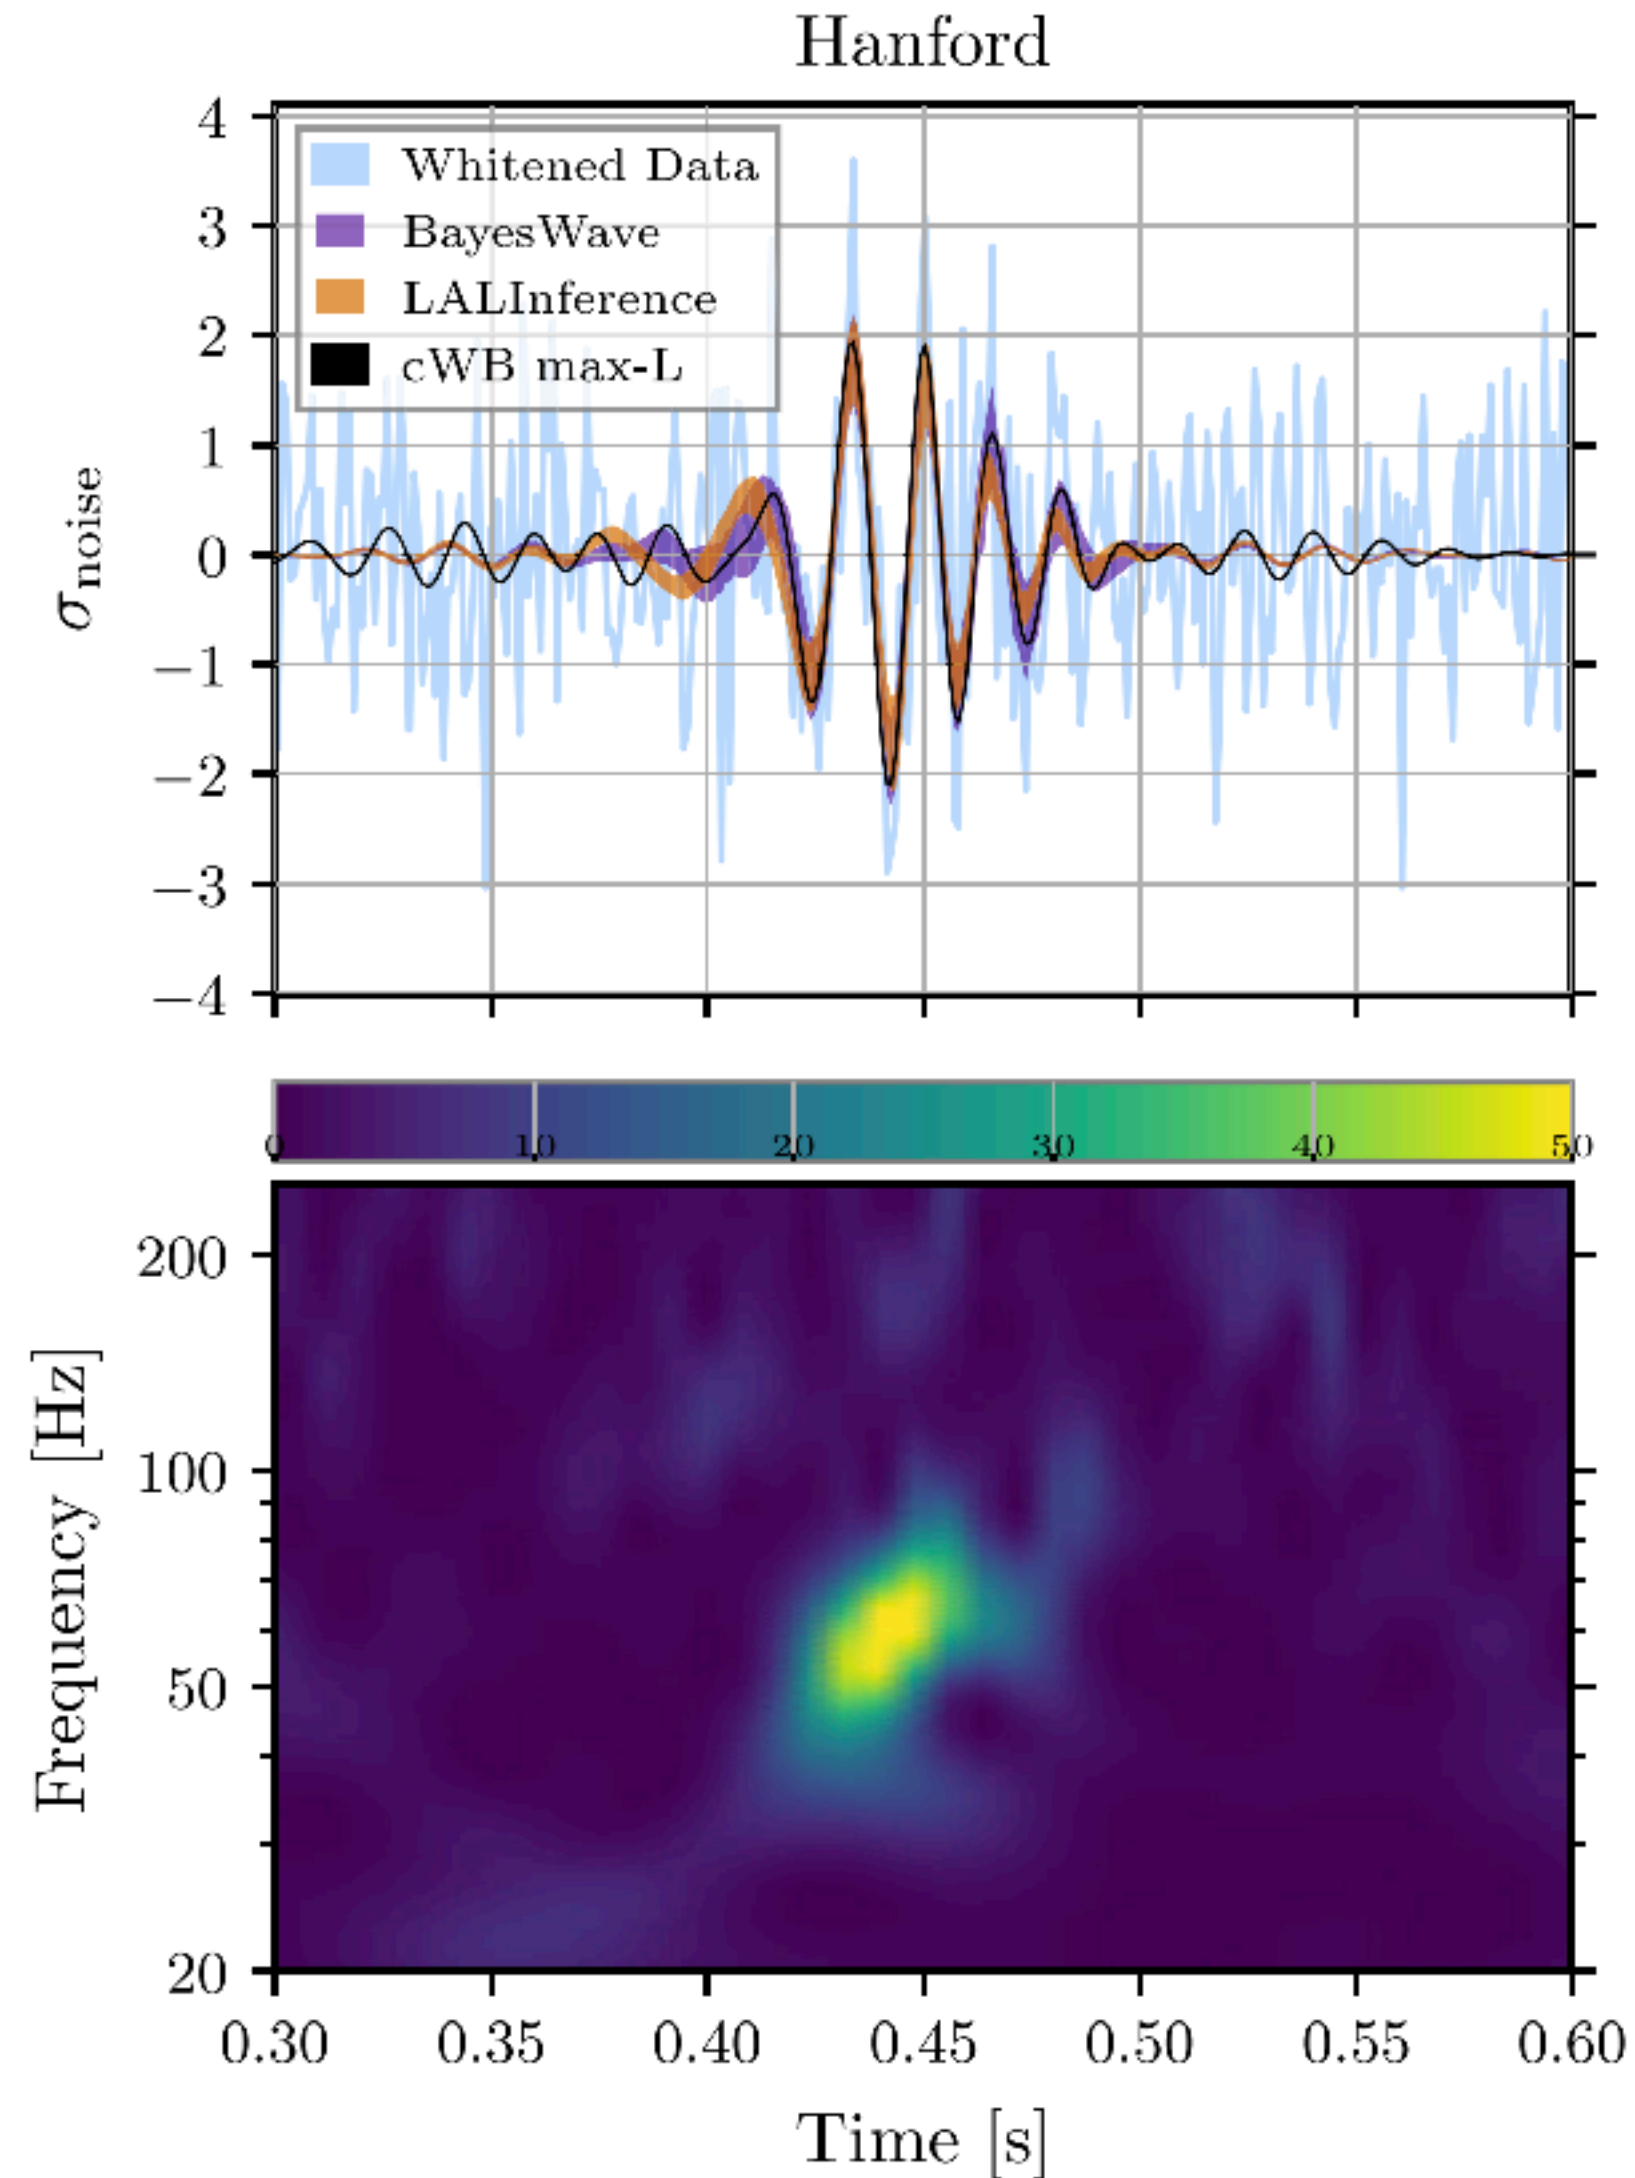 Hanford
4
3
2
1
0
−1
−2
−3
−4
σnoise
Whitened Data
BayesWave
LALInference
cWB max-L
0 10 20 30 40 50
200
100
50
20
Frequency [Hz]
0.30 0.35 0.40 0.45 0.50 0.55 0.60
Time [s]